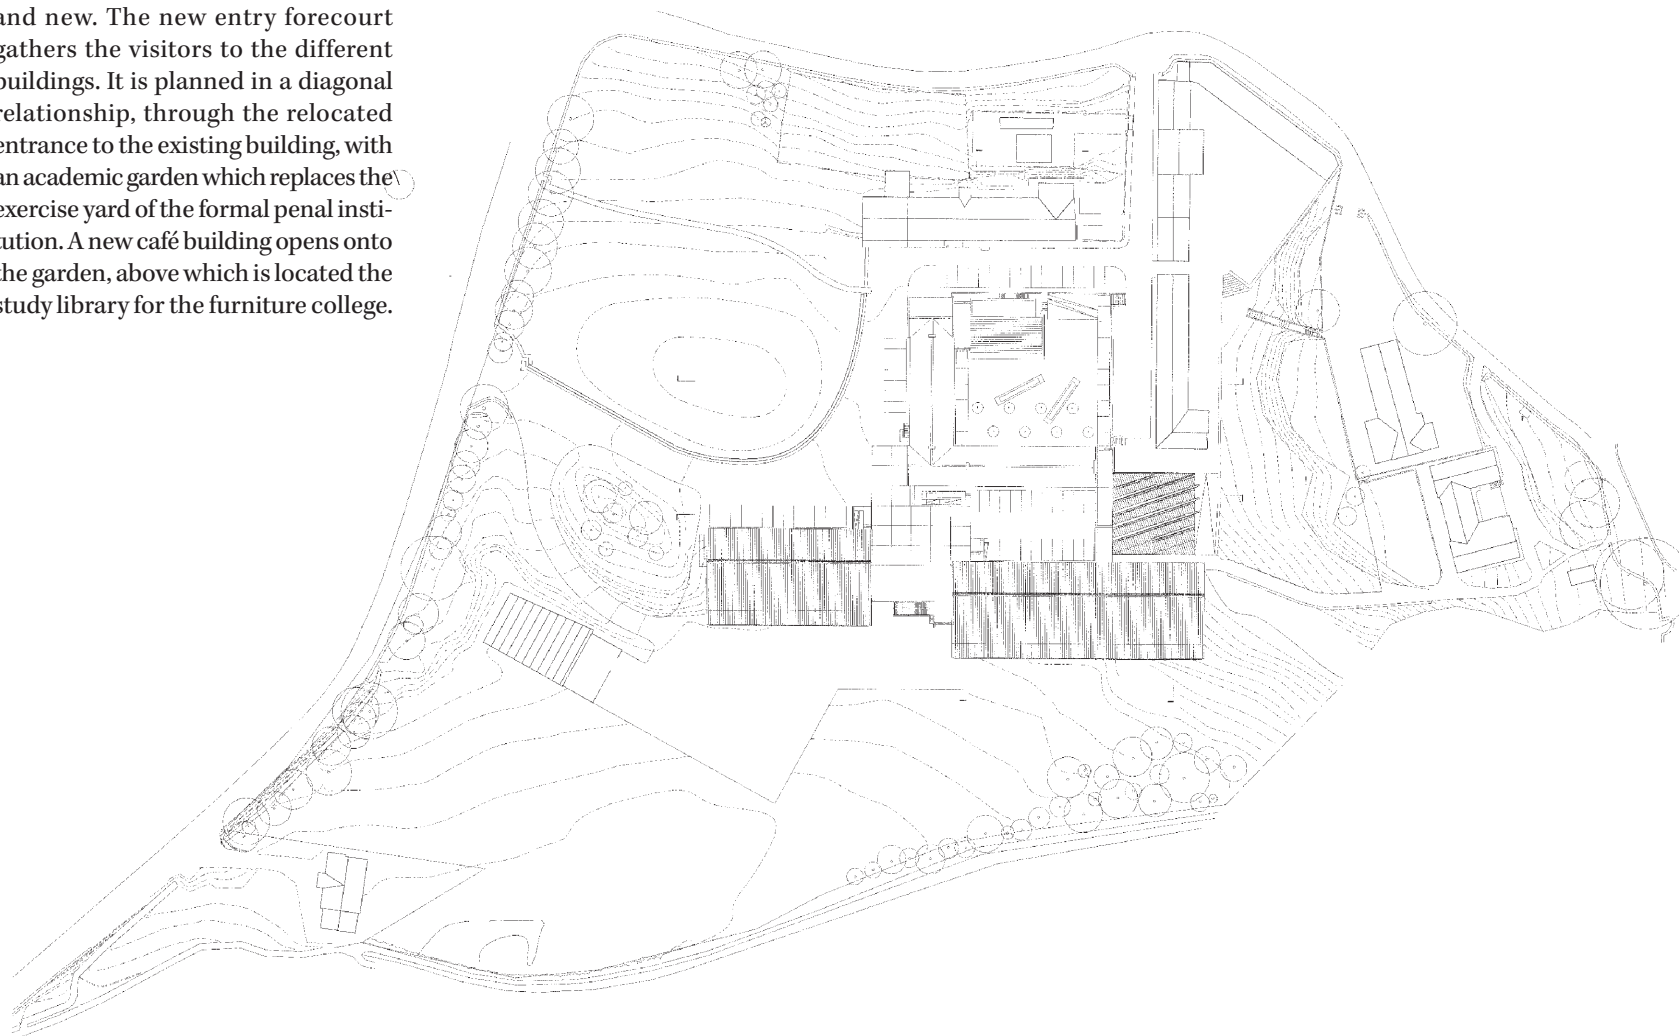 and new. The new entry forecourt
gathers the visitors to the different
buildings. It is planned in a diagonal
relationship, through the relocated
entrance to the existing building, with
an academic garden which replaces the
exercise yard of the formal penal insti-
tution. A new café building opens onto
the garden, above which is located the
study library for the furniture college.